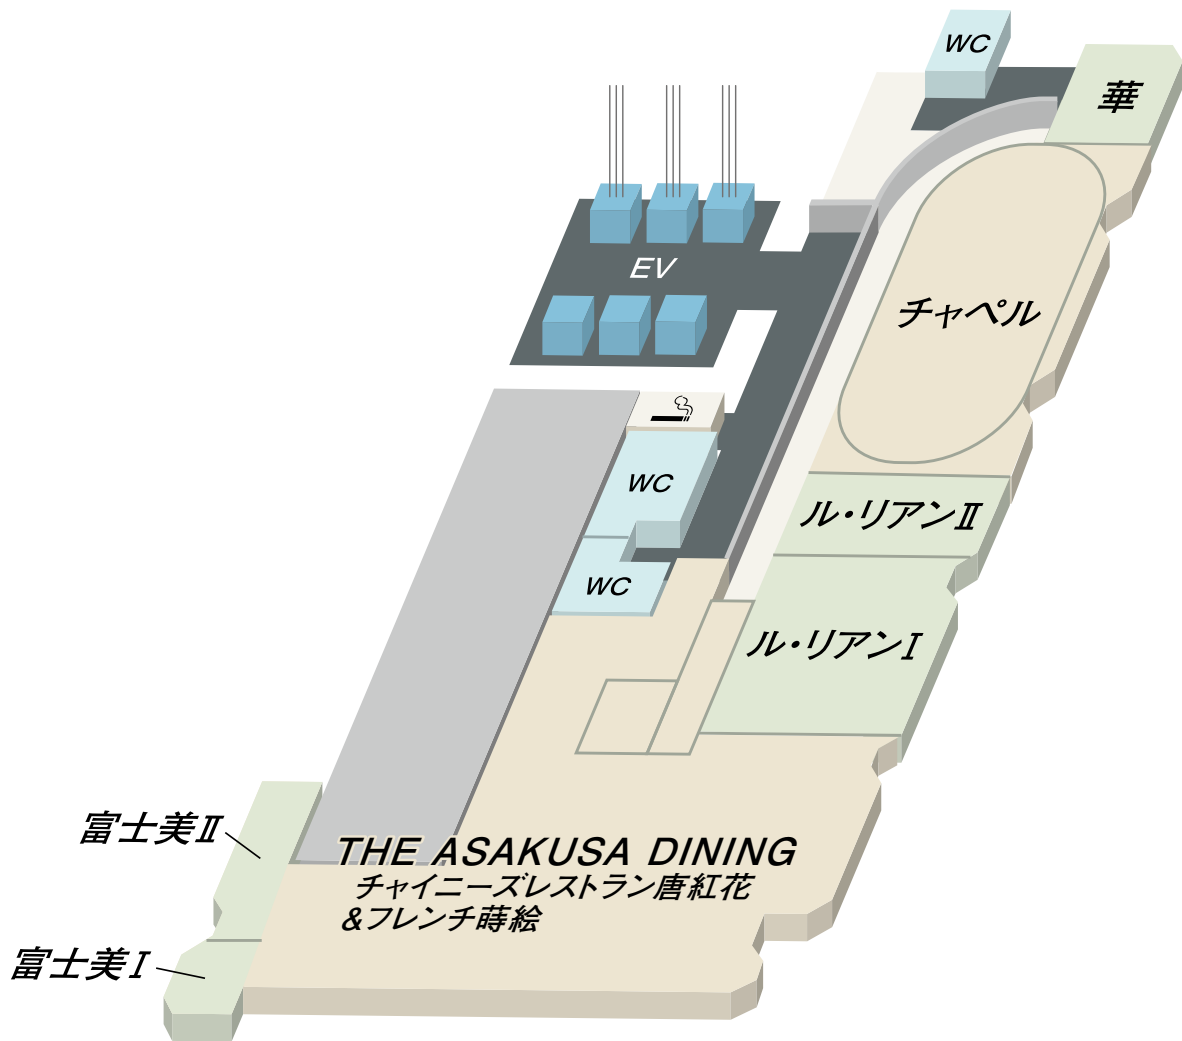 WC
華
EV
チャペル
WC
ル・リアンⅡ
WC
ル・リアンⅠ
富士美Ⅱ
THE ASAKUSA DINING
チャイニーズレストラン唐紅花
&フレンチ蒔絵
富士美Ⅰ